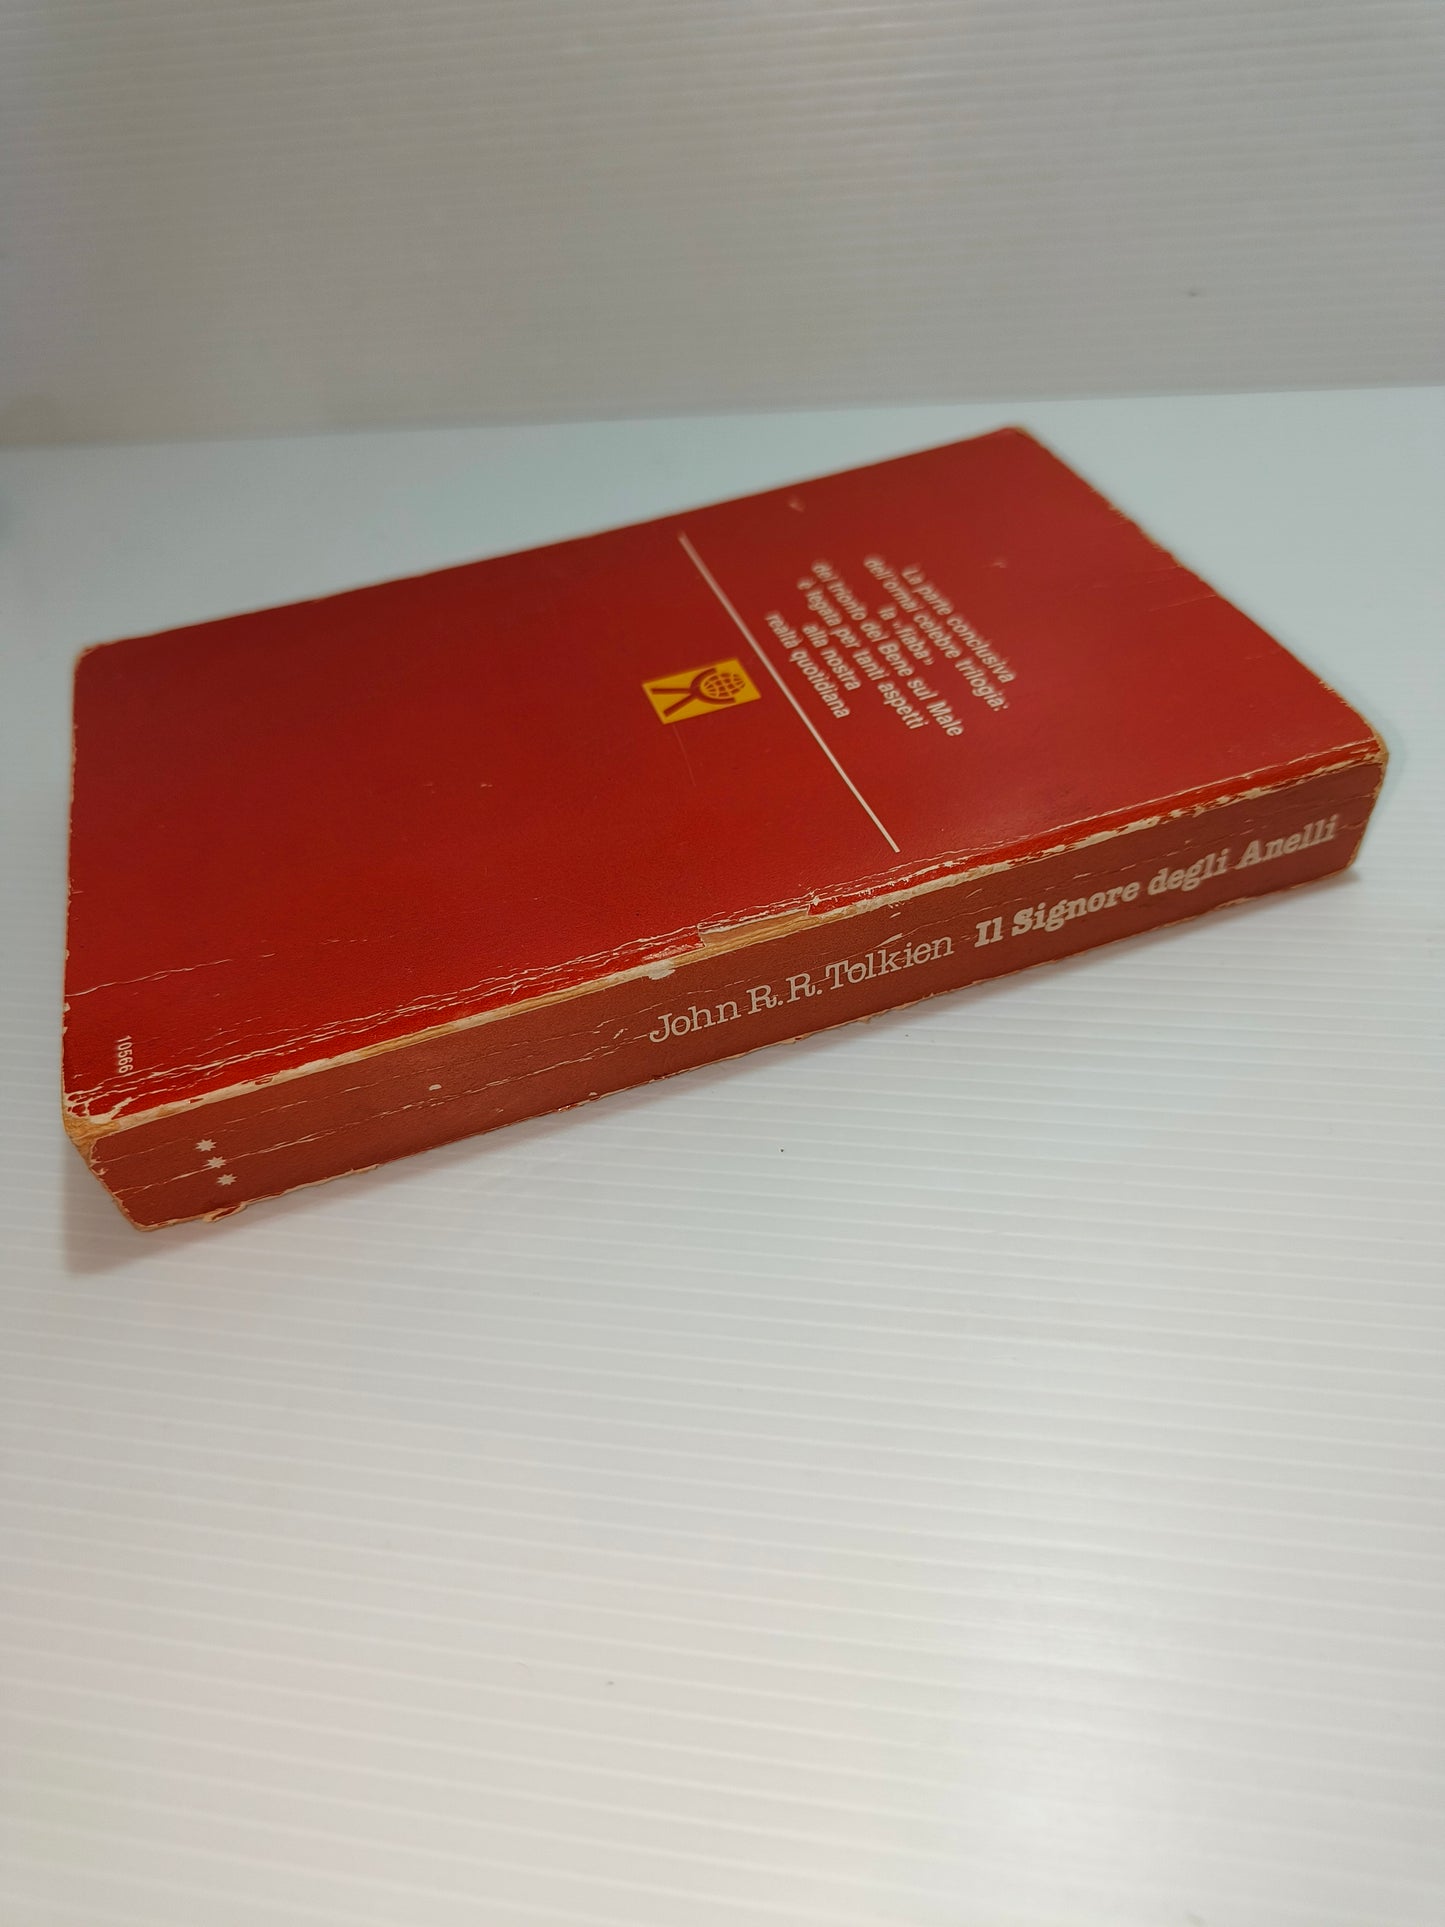 La parte conclusiva
dell'ormai celebre trilogia:
la «fiaba»
del trionfo del Bene sul Male
è legata per tanti aspetti
alla nostra
realtà quotidiana
10566
John R.R. Tolkien Il Signore degli Anelli